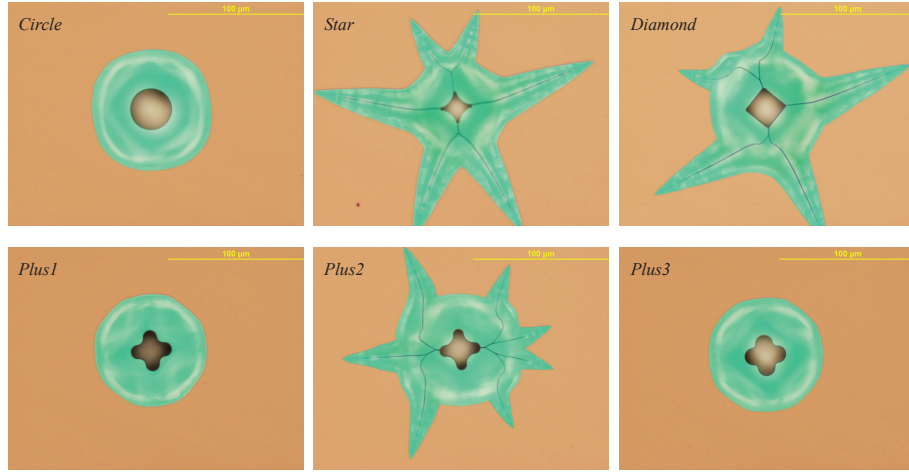 100 μm
100 μm
100 μm
Circle
Star
Diamond
100 μm
100 μm
100 μm
Plus1
Plus2
Plus3